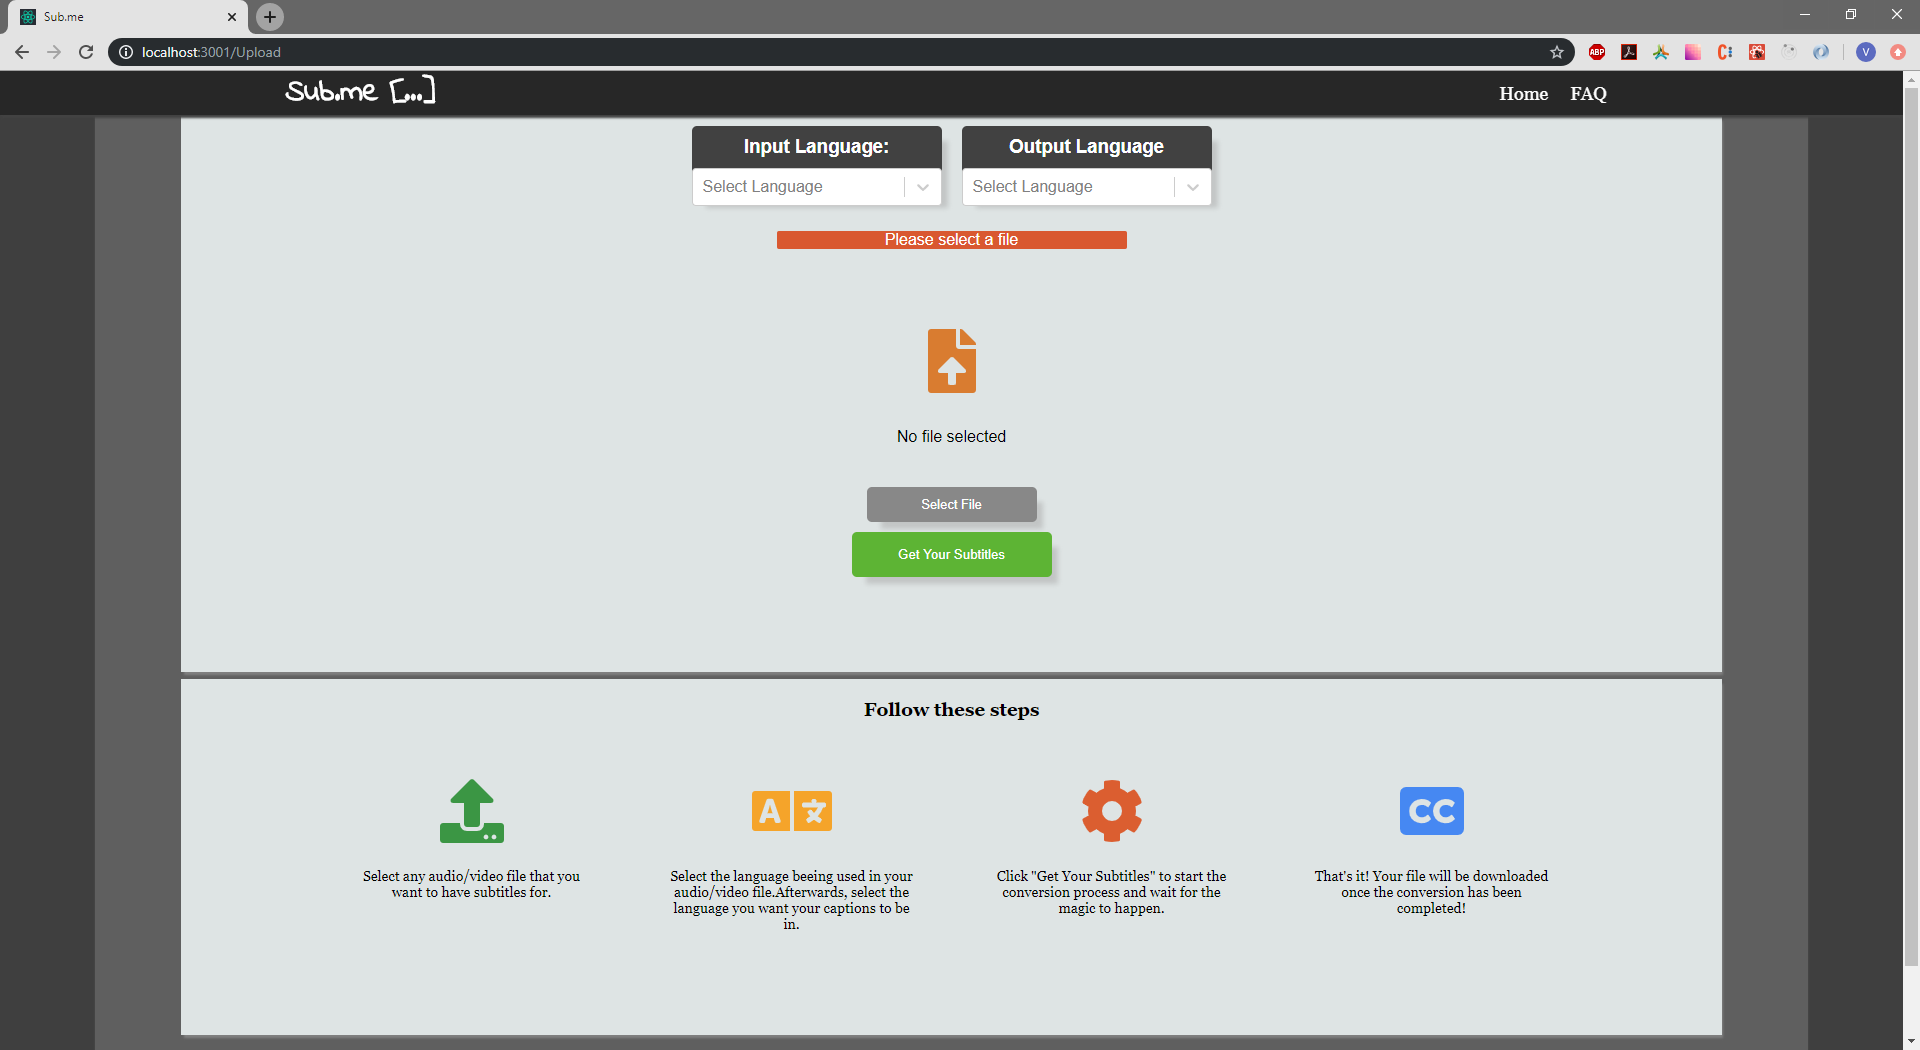 Sub.me
localhost:3001/Upload
ABP
V
Sub.me [...]
Home FAQ
Input Language: Output Language
Select Language Select Language
Please select a file
No file selected
Select File
Get Your Subtitles
Follow these steps
A 文
CC
Select any audio/video file that you
want to have subtitles for.
Select the language beeing used in your
audio/video file.Afterwards, select the
language you want your captions to be
in.
Click "Get Your Subtitles" to start the
conversion process and wait for the
magic to happen.
That's it! Your file will be downloaded
once the conversion has been
completed!